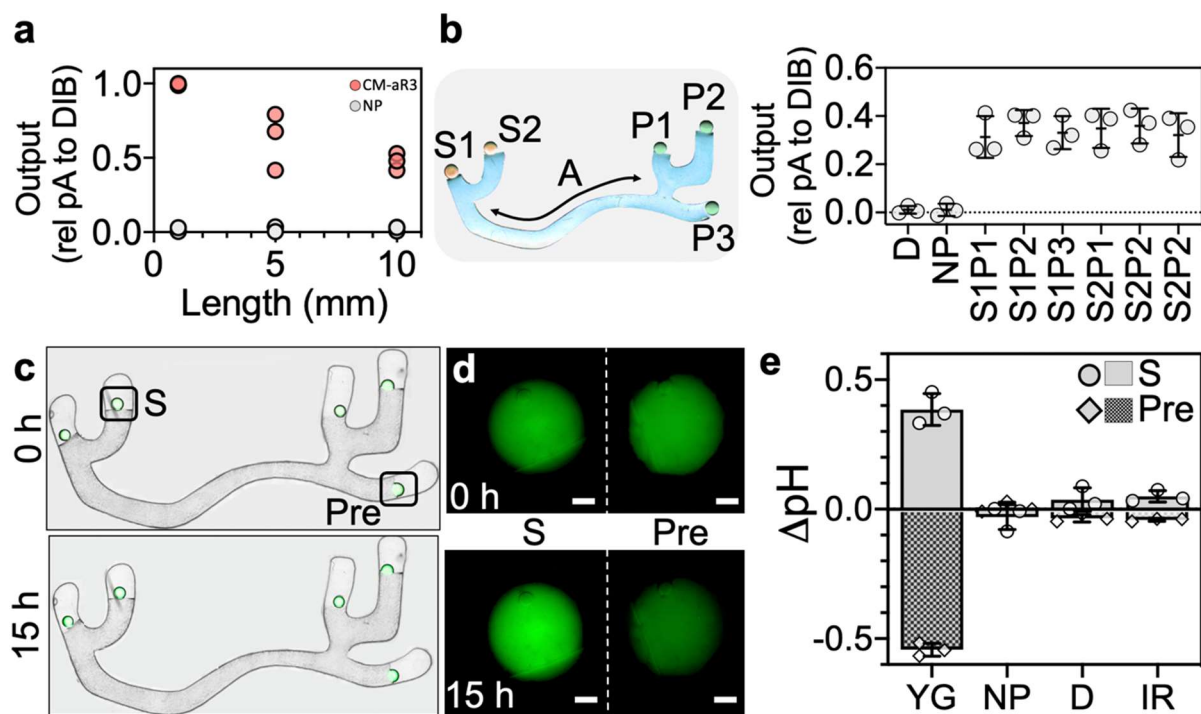 a
Output
(rel pA to DIB)
1.0
0.5
0.0
0
5
10
Length (mm)
CM-aR3
NP
b
S1
S2
A
P1
P2
P3
Output
(rel pA to DIB)
0.6
0.4
0.2
0.0
D
NP
S1P1
S1P2
S1P3
S2P1
S2P2
S2P2
c
0 h
S
Pre
15 h
d
0 h
S
Pre
15 h
e
ΔpH
0.5
0.0
-0.5
S
Pre
YG
NP
D
IR